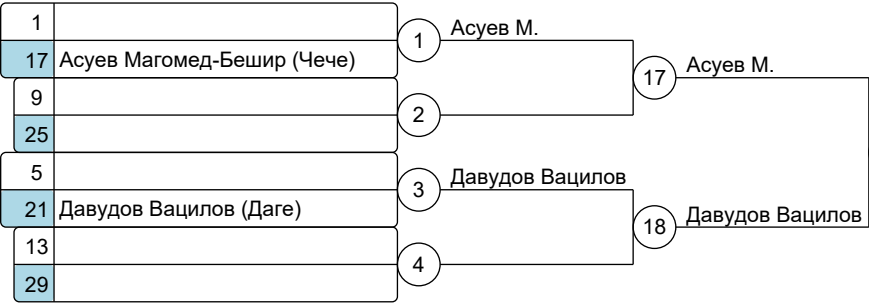 1
17 Асуев Магомед-Бешир (Чече)
1 Асуев М.
9
25
2
17 Асуев М.
5
21 Давудов Вацилов (Даге)
3 Давудов Вацилов
13
29
4
18 Давудов Вацилов